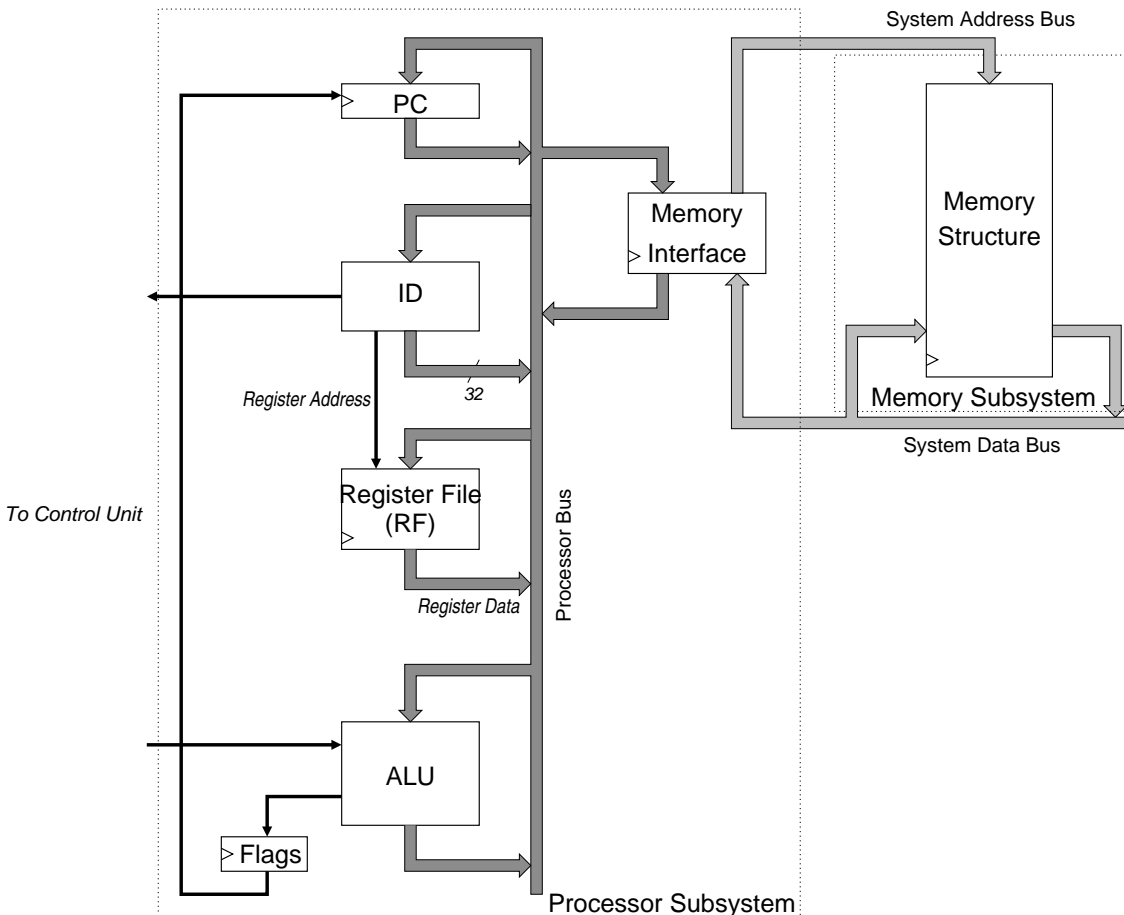 System Address Bus
PC
Memory
Interface
Memory
Structure
ID
Register Address
32
Memory Subsystem
System Data Bus
To Control Unit
Register File
(RF)
Processor Bus
Register Data
ALU
Flags
Processor Subsystem